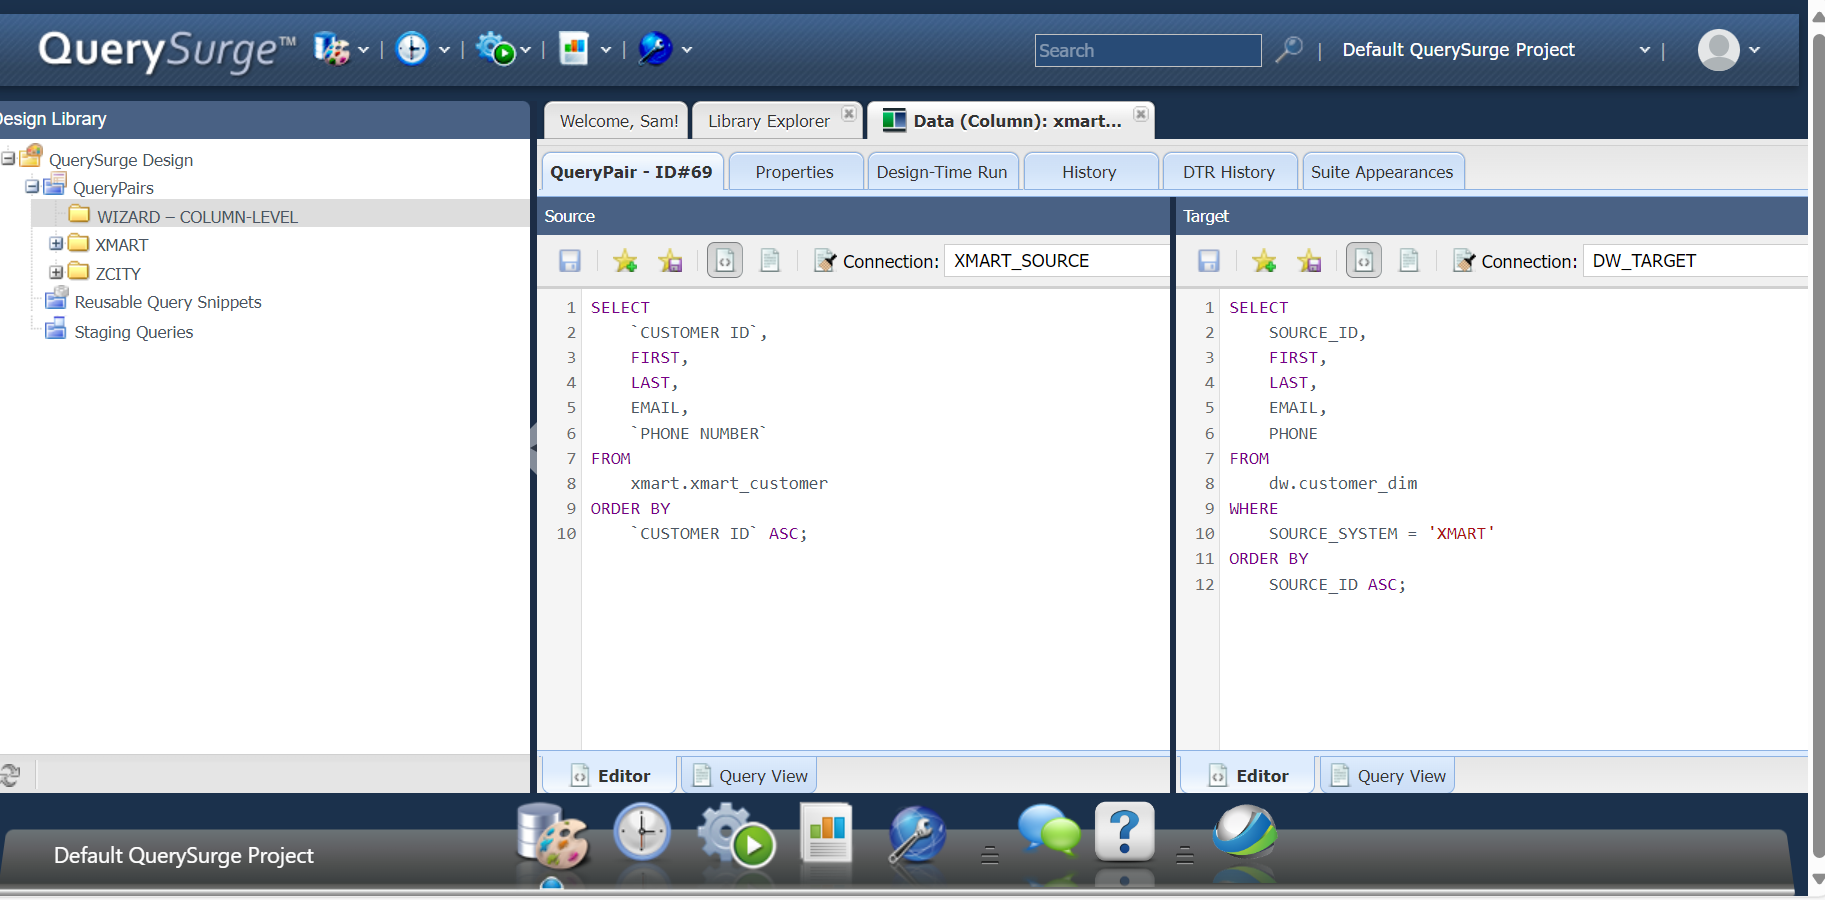 QuerySurge™
Search
Default QuerySurge Project
Design Library
QuerySurge Design
QueryPairs
WIZARD – COLUMN-LEVEL
XMART
ZCITY
Reusable Query Snippets
Staging Queries
Welcome, Sam!
Library Explorer
Data (Column): xmart...
QueryPair - ID#69
Properties
Design-Time Run
History
DTR History
Suite Appearances
Source
Connection: XMART_SOURCE
1 SELECT
2 `CUSTOMER ID`,
3 FIRST,
4 LAST,
5 EMAIL,
6 `PHONE NUMBER`
7 FROM
8 xmart.xmart_customer
9 ORDER BY
10 `CUSTOMER ID` ASC;
Editor
Query View
Target
Connection: DW_TARGET
1 SELECT
2 SOURCE_ID,
3 FIRST,
4 LAST,
5 EMAIL,
6 PHONE
7 FROM
8 dw.customer_dim
9 WHERE
10 SOURCE_SYSTEM = 'XMART'
11 ORDER BY
12 SOURCE_ID ASC;
Editor
Query View
Default QuerySurge Project